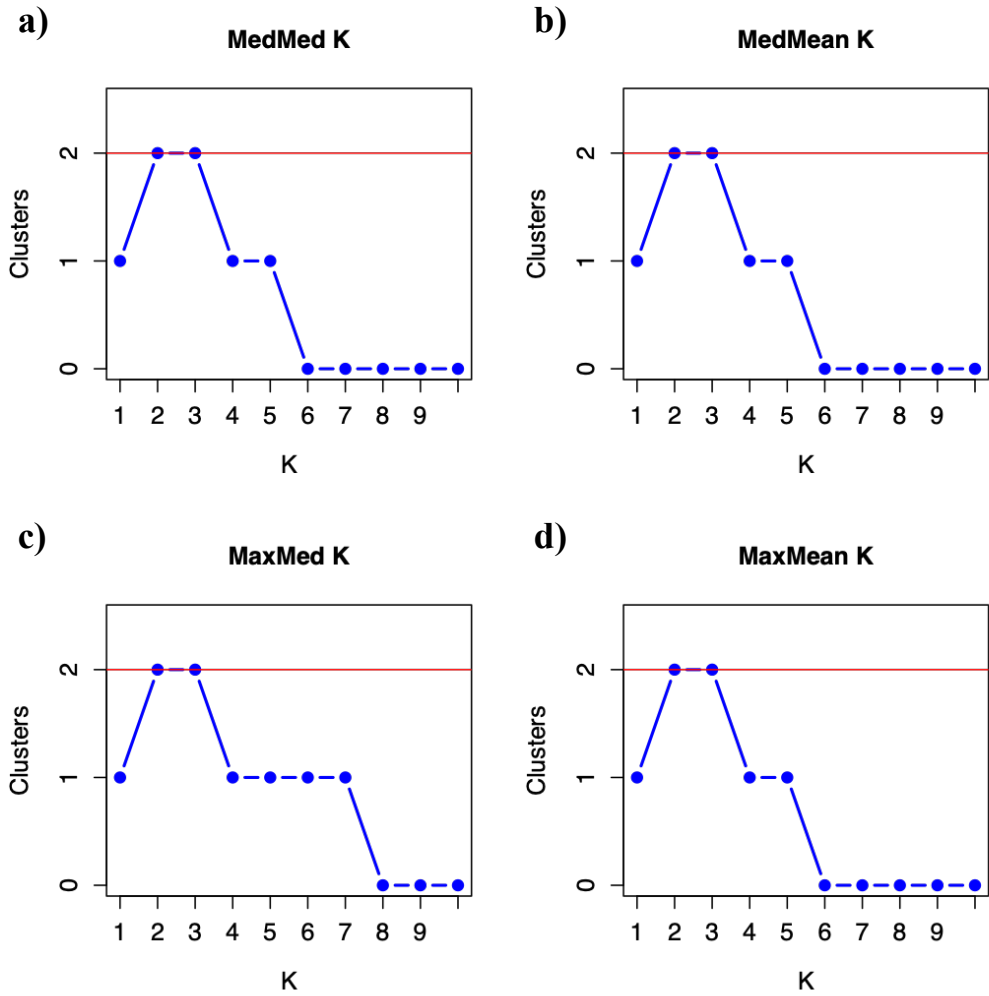 a)
MedMed K
Clusters
2
1
0
1 2 3 4 5 6 7 8 9
K
b)
MedMean K
Clusters
2
1
0
1 2 3 4 5 6 7 8 9
K
c)
MaxMed K
Clusters
2
1
0
1 2 3 4 5 6 7 8 9
K
d)
MaxMean K
Clusters
2
1
0
1 2 3 4 5 6 7 8 9
K